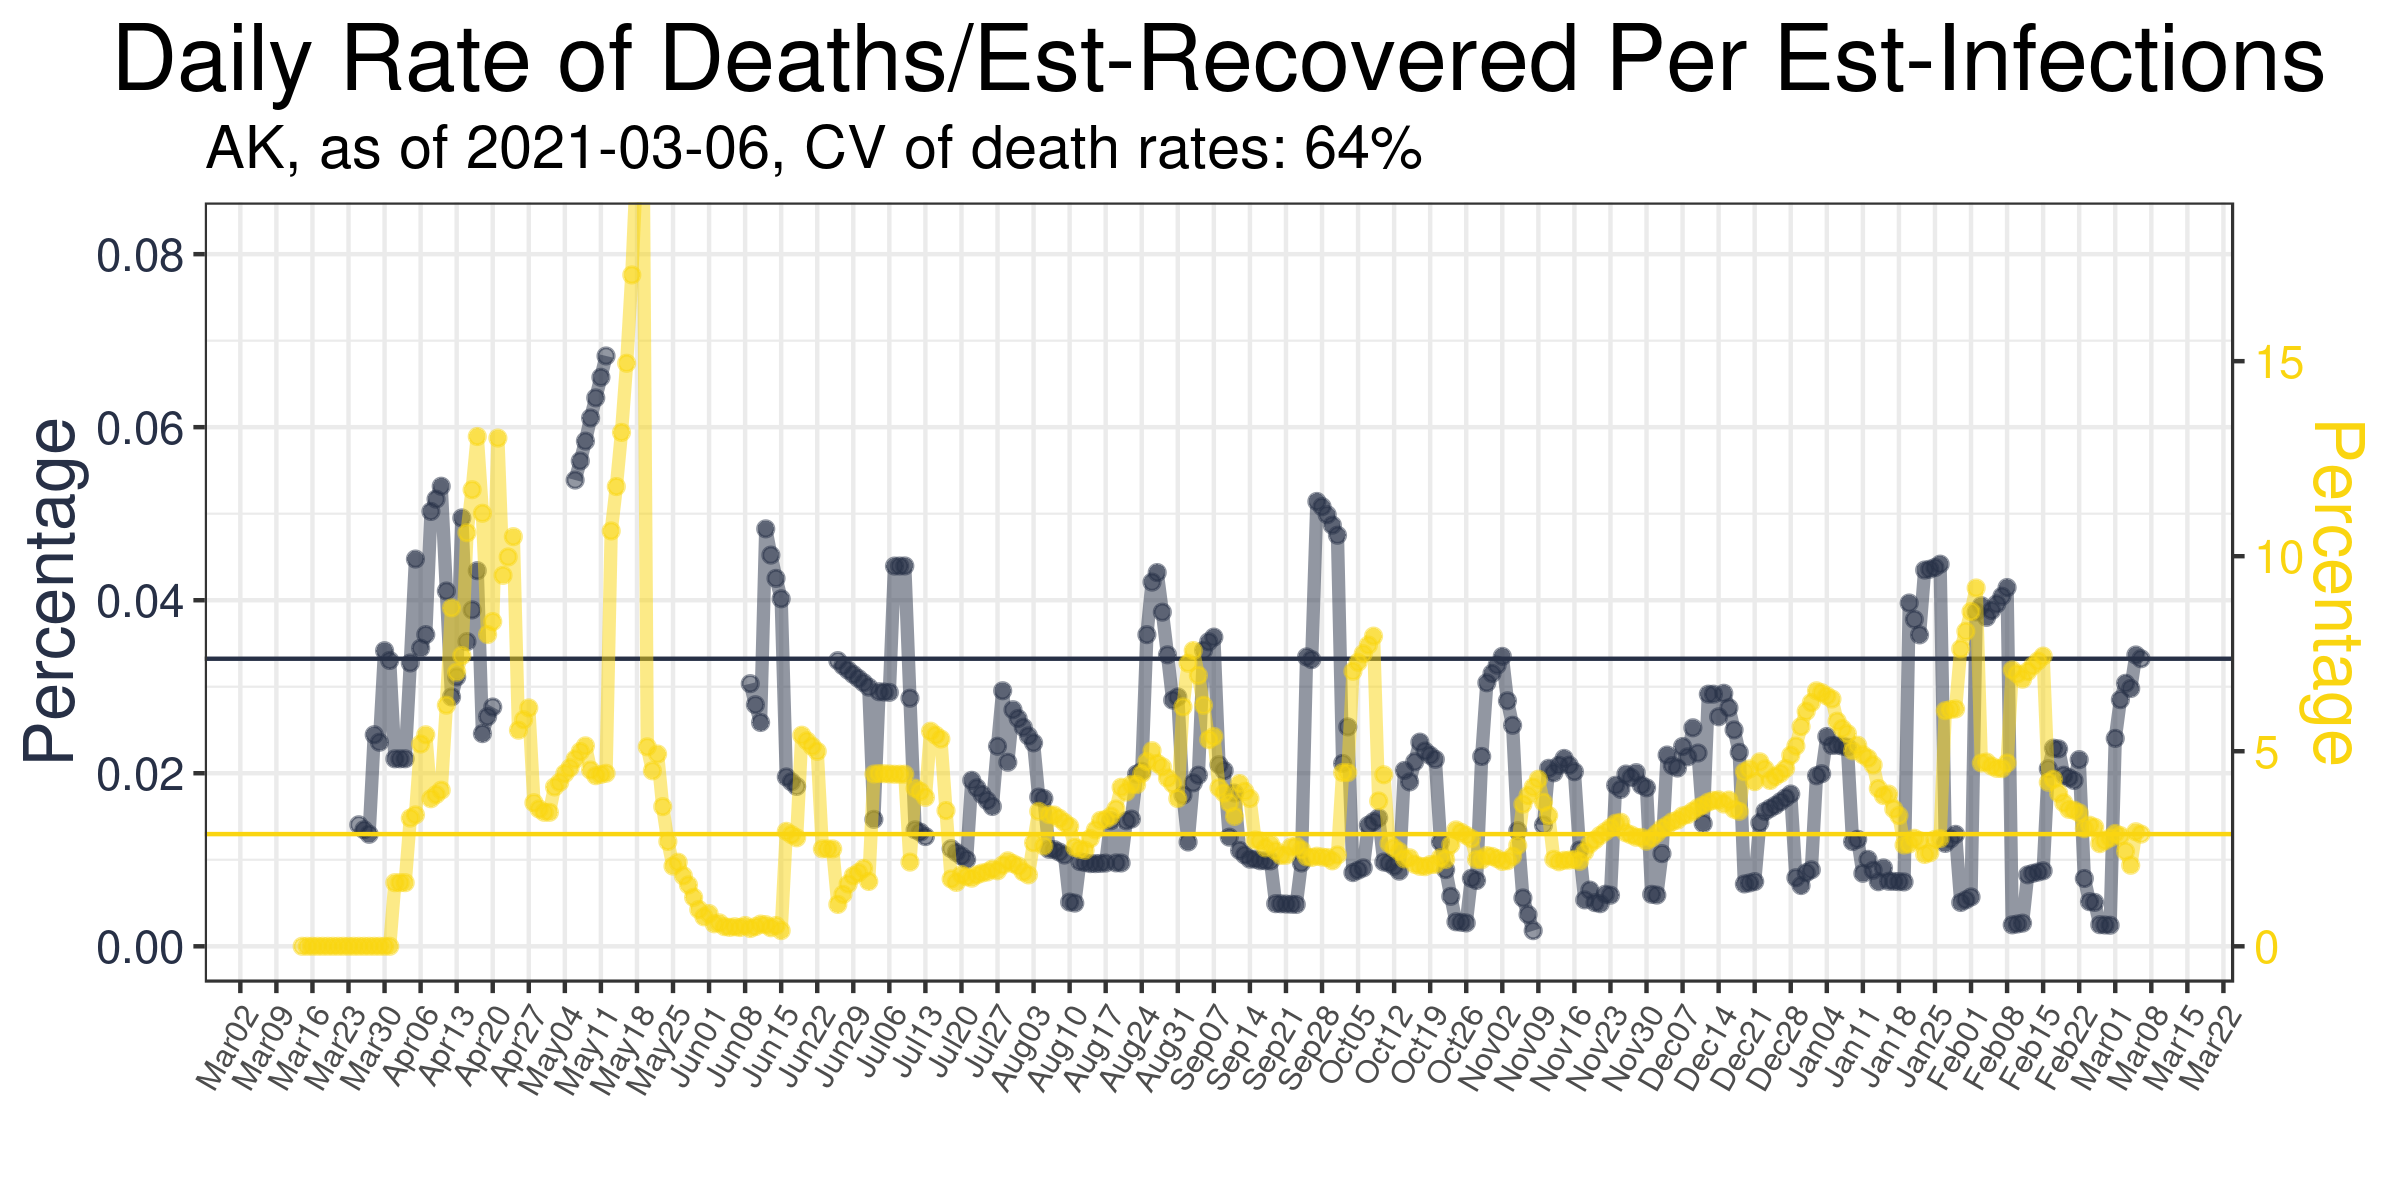 Daily Rate of Deaths/Est-Recovered Per Est-Infections
AK, as of 2021-03-06, CV of death rates: 64%
Percentage
0.08
0.06
0.04
0.02
0.00
15
10
5
0
Percentage
Mar02
Mar09
Mar16
Mar23
Mar30
Apr06
Apr13
Apr20
Apr27
May04
May11
May18
May25
Jun01
Jun08
Jun15
Jun22
Jun29
Jul06
Jul13
Jul20
Jul27
Aug03
Aug10
Aug17
Aug24
Aug31
Sep07
Sep14
Sep21
Sep28
Oct05
Oct12
Oct19
Oct26
Nov02
Nov09
Nov16
Nov23
Nov30
Dec07
Dec14
Dec21
Dec28
Jan04
Jan11
Jan18
Jan25
Feb01
Feb08
Feb15
Feb22
Mar01
Mar08
Mar15
Mar22